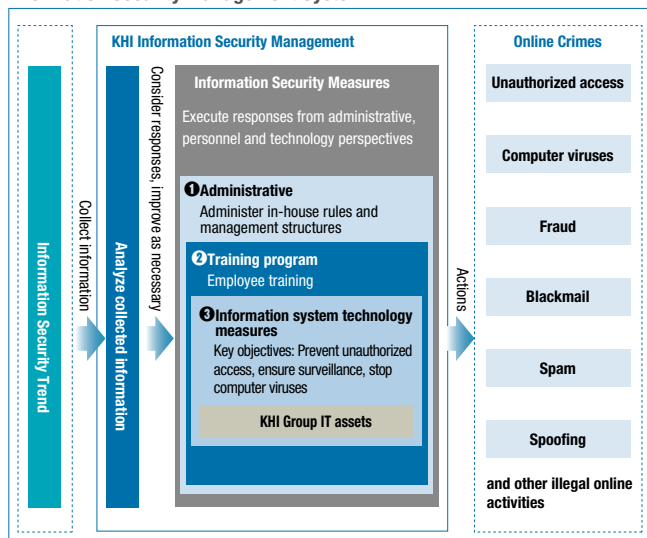 KHI Information Security Management
Online Crimes
Information Security Trend
Collect information
Analyze collected information
Consider responses, improve as necessary
Information Security Measures
Execute responses from administrative,
personnel and technology perspectives
❶Administrative
Administer in-house rules and
management structures
❷Training program
Employee training
❸Information system technology
measures
Key objectives: Prevent unauthorized
access, ensure surveillance, stop
computer viruses
KHI Group IT assets
Actions
Unauthorized access
Computer viruses
Fraud
Blackmail
Spam
Spoofing
and other illegal online
activities